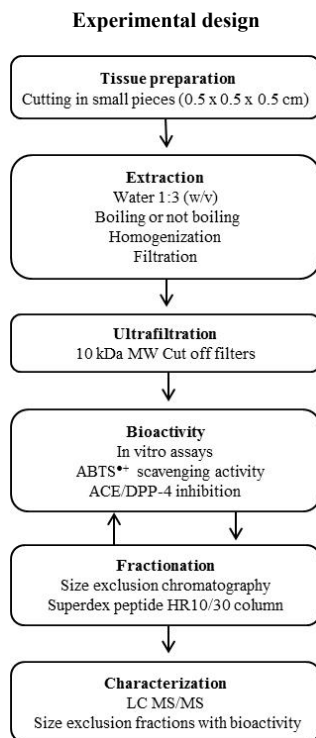 Experimental design
Tissue preparation
Cutting in small pieces (0.5 x 0.5 x 0.5 cm)
Extraction
Water 1:3 (w/v)
Boiling or not boiling
Homogenization
Filtration
Ultrafiltration
10 kDa MW Cut off filters
Bioactivity
In vitro assays
ABTS•+ scavenging activity
ACE/DPP-4 inhibition
Fractionation
Size exclusion chromatography
Superdex peptide HR10/30 column
Characterization
LC MS/MS
Size exclusion fractions with bioactivity